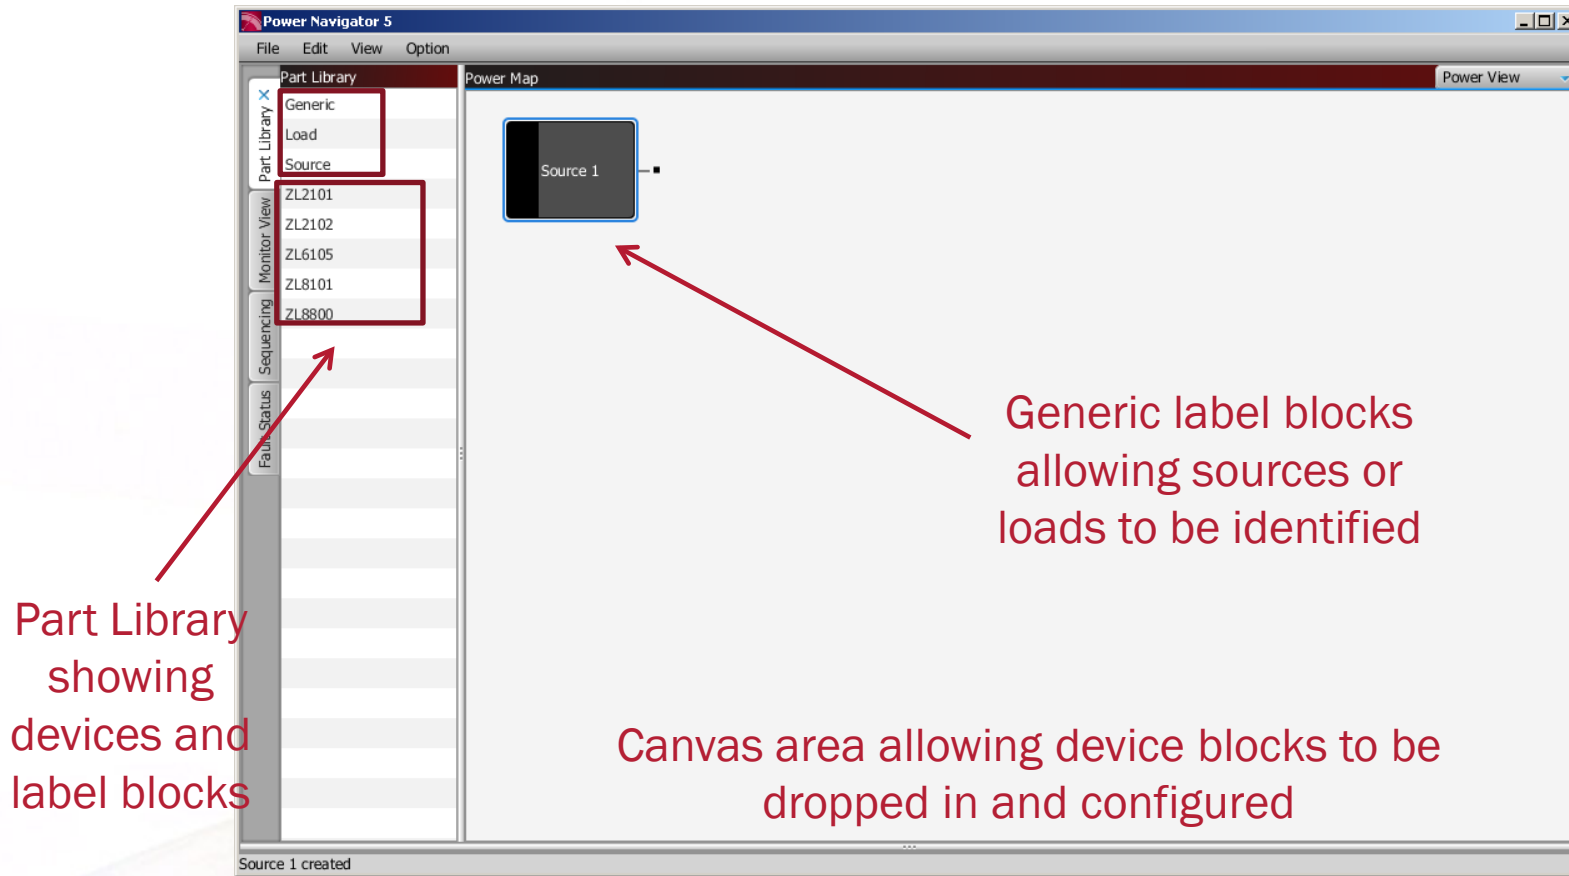 Power Navigator 5
File Edit View Option
Part Library
Power Map
Power View
Part Library
Monitor View
Sequencing
Fault Status
Generic
Load
Source
ZL2101
ZL2102
ZL6105
ZL8101
ZL8800
Source 1
Generic label blocks
allowing sources or
loads to be identified
Part Library
showing
devices and
label blocks
Canvas area allowing device blocks to be
dropped in and configured
Source 1 created